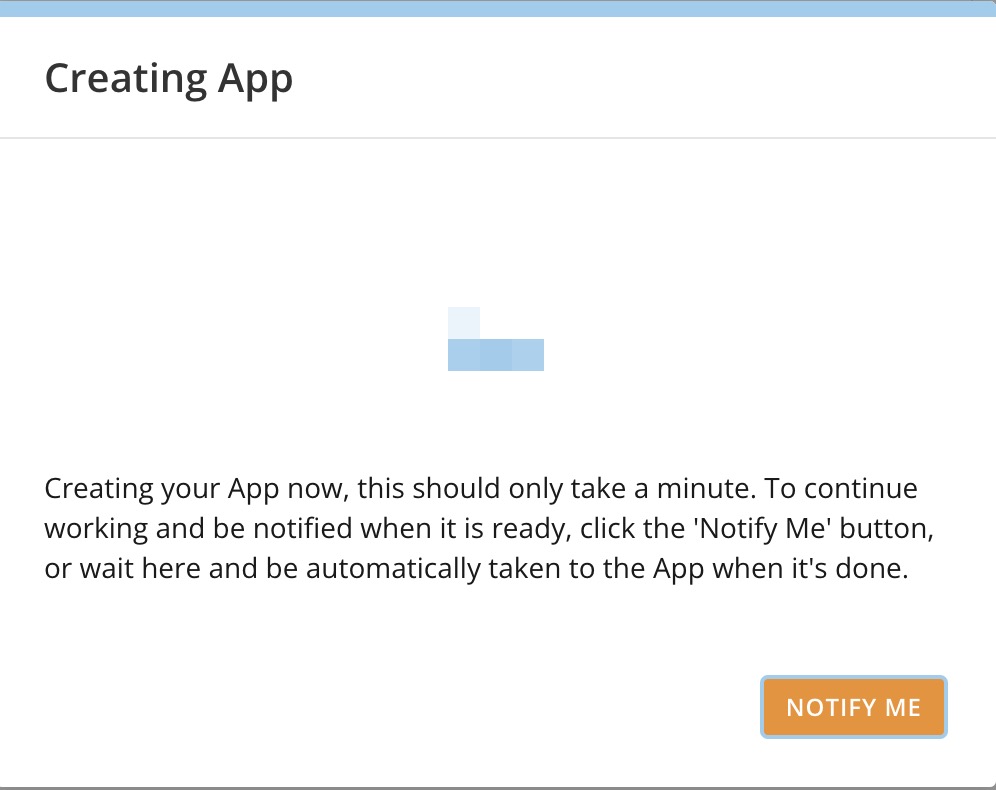 Creating App
Creating your App now, this should only take a minute. To continue
working and be notified when it is ready, click the 'Notify Me' button,
or wait here and be automatically taken to the App when it's done.
NOTIFY ME